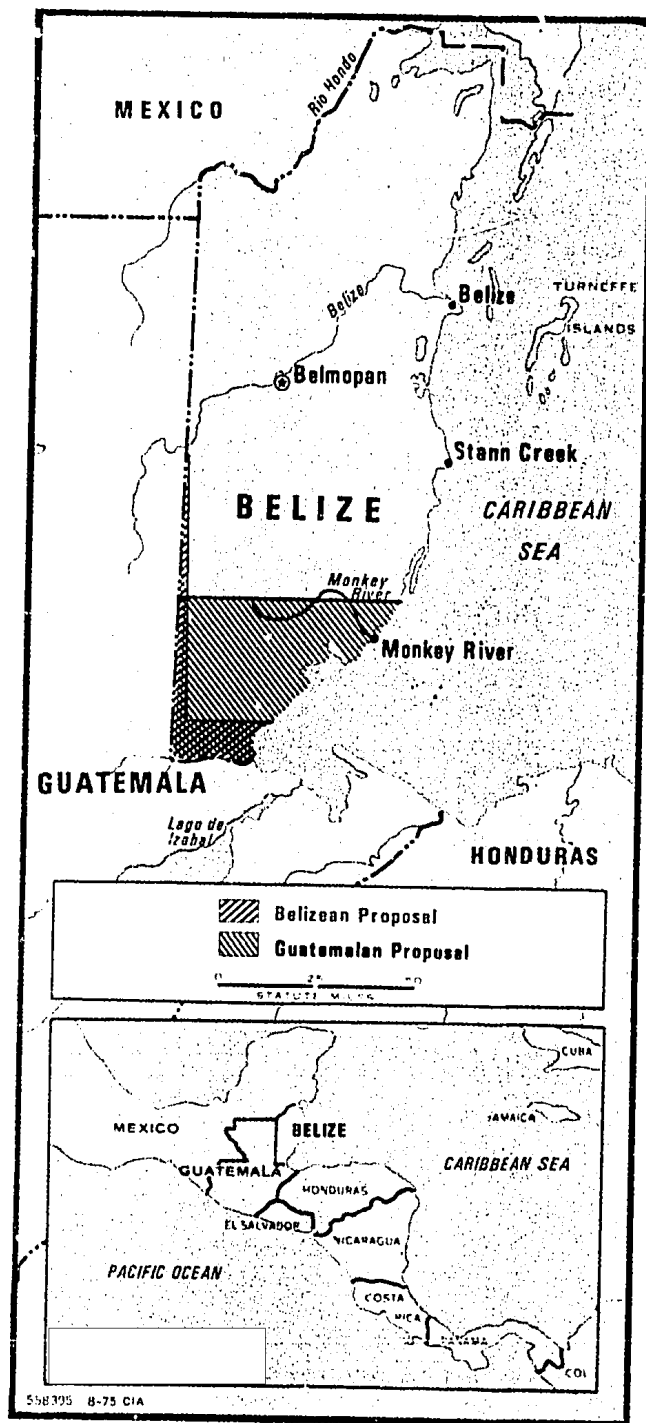 MEXICO
Río Hondo
Belize
Belize
TURNEFFE
ISLANDS
Belmopan
Stann Creek
BELIZE
CARIBBEAN
SEA
Monkey
River
Monkey River
GUATEMALA
Lago de
Izabal
HONDURAS
Belizean Proposal
Guatemalan Proposal
0 25 50
STATUTE MILES
CUBA
MEXICO
BELIZE
JAMAICA
CARIBBEAN SEA
GUATEMALA
HONDURAS
EL SALVADOR
NICARAGUA
PACIFIC OCEAN
COSTA
RICA
PANAMA
COL
558395 8-75 CIA